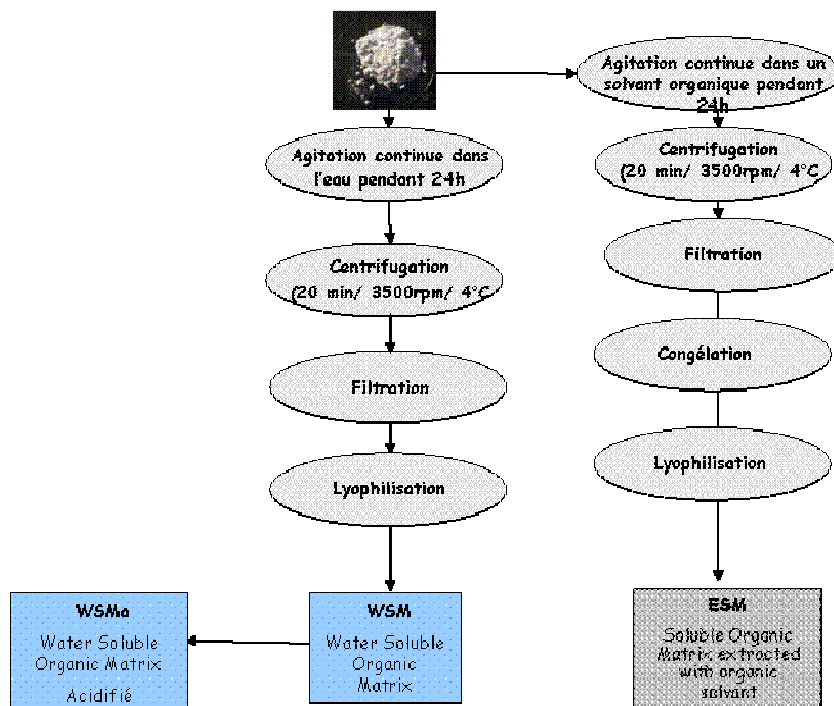 Agitation continue dans un
solvant organique pendant
24h
Agitation continue dans
l'eau pendant 24h
Centrifugation
(20 min/ 3500rpm/ 4°C
Centrifugation
(20 min/ 3500rpm/ 4°C
Filtration
Filtration
Congélation
Filtration
Lyophilisation
Lyophilisation
WSMa
Water Soluble
Organic Matrix
Acidifié
WSM
Water Soluble
Organic
Matrix
ESM
Soluble Organic
Matrix extracted
with organic
solvant